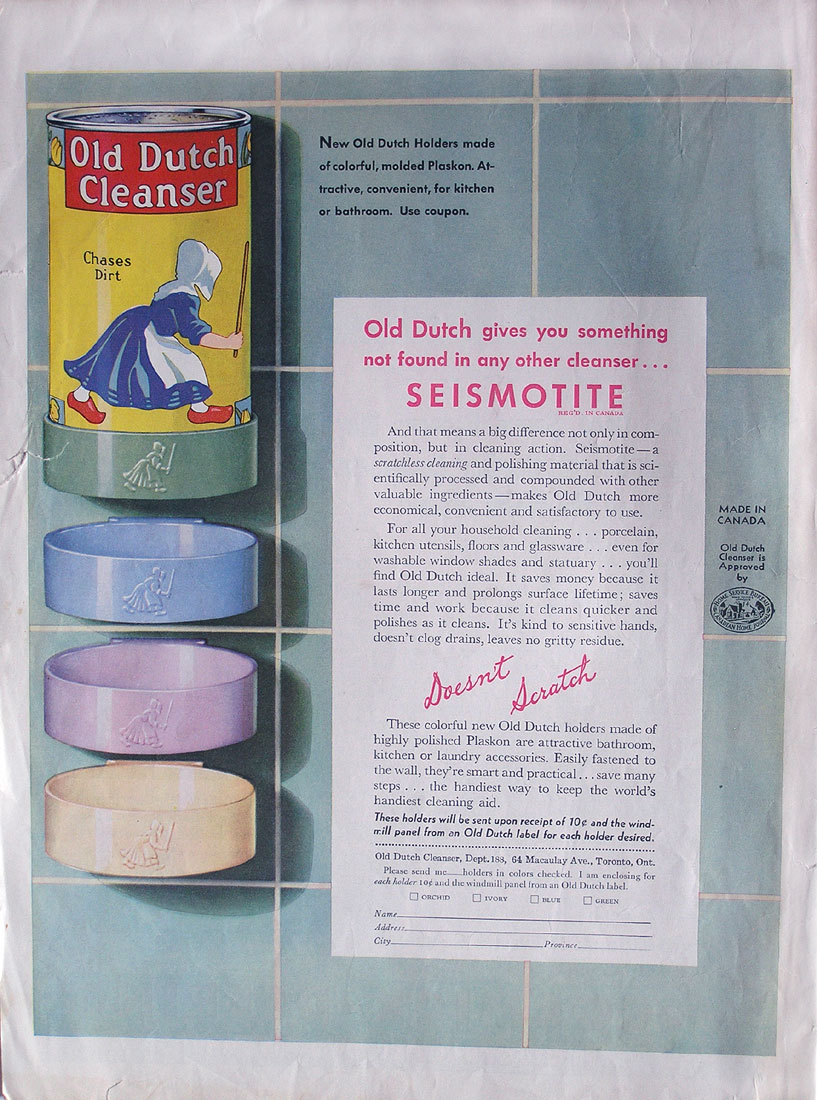 Old Dutch
Cleanser
Chases
Dirt
New Old Dutch Holders made
of colorful, molded Plaskon. At-
tractive, convenient, for kitchen
or bathroom. Use coupon.
Old Dutch gives you something
not found in any other cleanser...
SEISMOTITE
REG'D. IN CANADA
And that means a big difference not only in com-
position, but in cleaning action. Seismotite—a
scratchless cleaning and polishing material that is sci-
entifically processed and compounded with other
valuable ingredients—makes Old Dutch more
economical, convenient and satisfactory to use.
For all your household cleaning . . . porcelain,
kitchen utensils, floors and glassware . . . even for
washable window shades and statuary . . . you'll
find Old Dutch ideal. It saves money because it
lasts longer and prolongs surface lifetime; saves
time and work because it cleans quicker and
polishes as it cleans. It's kind to sensitive hands,
doesn't clog drains, leaves no gritty residue.
Doesn't Scratch
These colorful new Old Dutch holders made of
highly polished Plaskon are attractive bathroom,
kitchen or laundry accessories. Easily fastened to
the wall, they're smart and practical . . . save many
steps . . . the handiest way to keep the world's
handiest cleaning aid.
These holders will be sent upon receipt of 10¢ and the wind-
mill panel from an Old Dutch label for each holder desired.
Old Dutch Cleanser, Dept. 188, 64 Macaulay Ave., Toronto, Ont.
Please send me____holders in colors checked. I am enclosing for
each holder 10¢ and the windmill panel from an Old Dutch label.
☐ ORCHID ☐ IVORY ☐ BLUE ☐ GREEN
Name
Address
City Province
MADE IN
CANADA
Old Dutch
Cleanser is
Approved
by
HOME SERVICE BUREAU
CANADIAN HOME JOURNAL